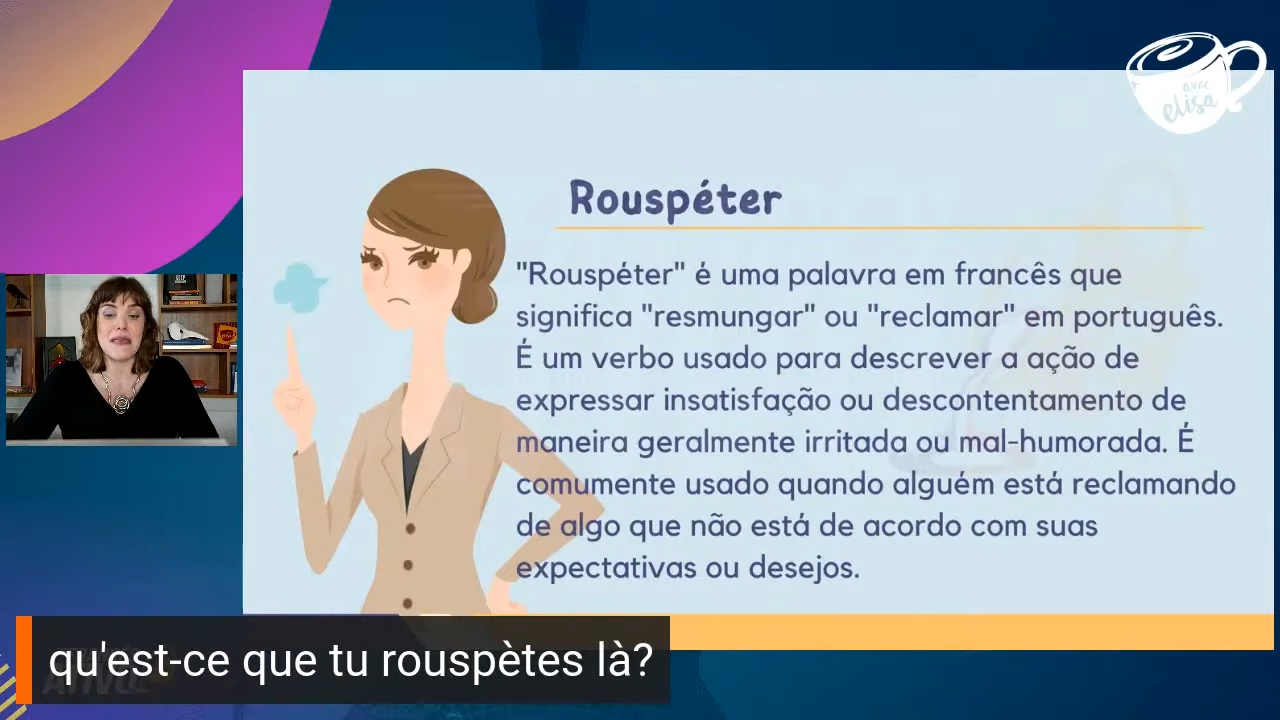 avec
elisa
Rouspéter
"Rouspéter" é uma palavra em francês que
significa "resmungar" ou "reclamar" em português.
É um verbo usado para descrever a ação de
expressar insatisfação ou descontentamento de
maneira geralmente irritada ou mal-humorada. É
comumente usado quando alguém está reclamando
de algo que não está de acordo com suas
expectativas ou desejos.
qu'est-ce que tu rouspètes là?